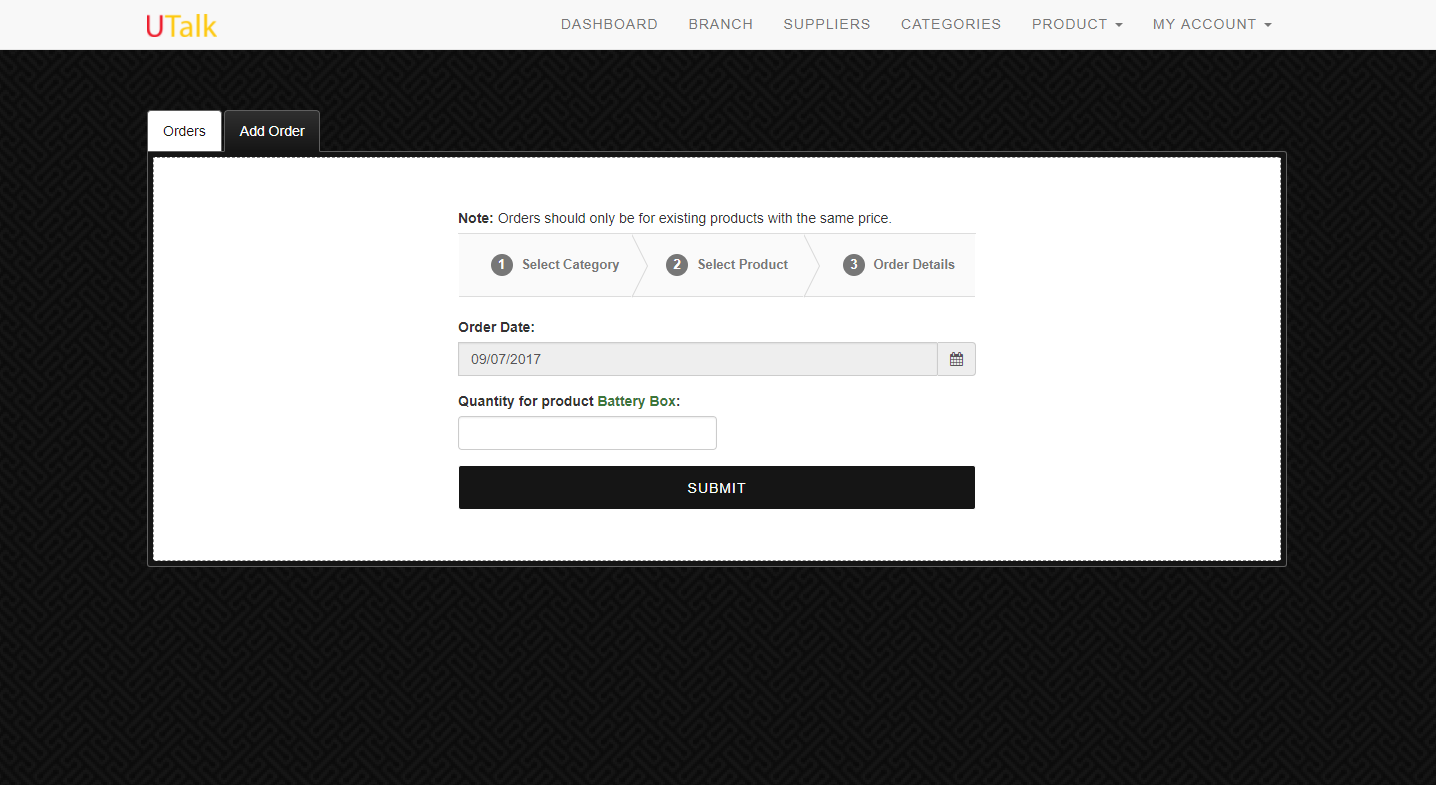 UTalk DASHBOARD BRANCH SUPPLIERS CATEGORIES PRODUCT MY ACCOUNT
Orders Add Order
Note: Orders should only be for existing products with the same price.
1 Select Category 2 Select Product 3 Order Details
Order Date:
09/07/2017
Quantity for product Battery Box:
SUBMIT